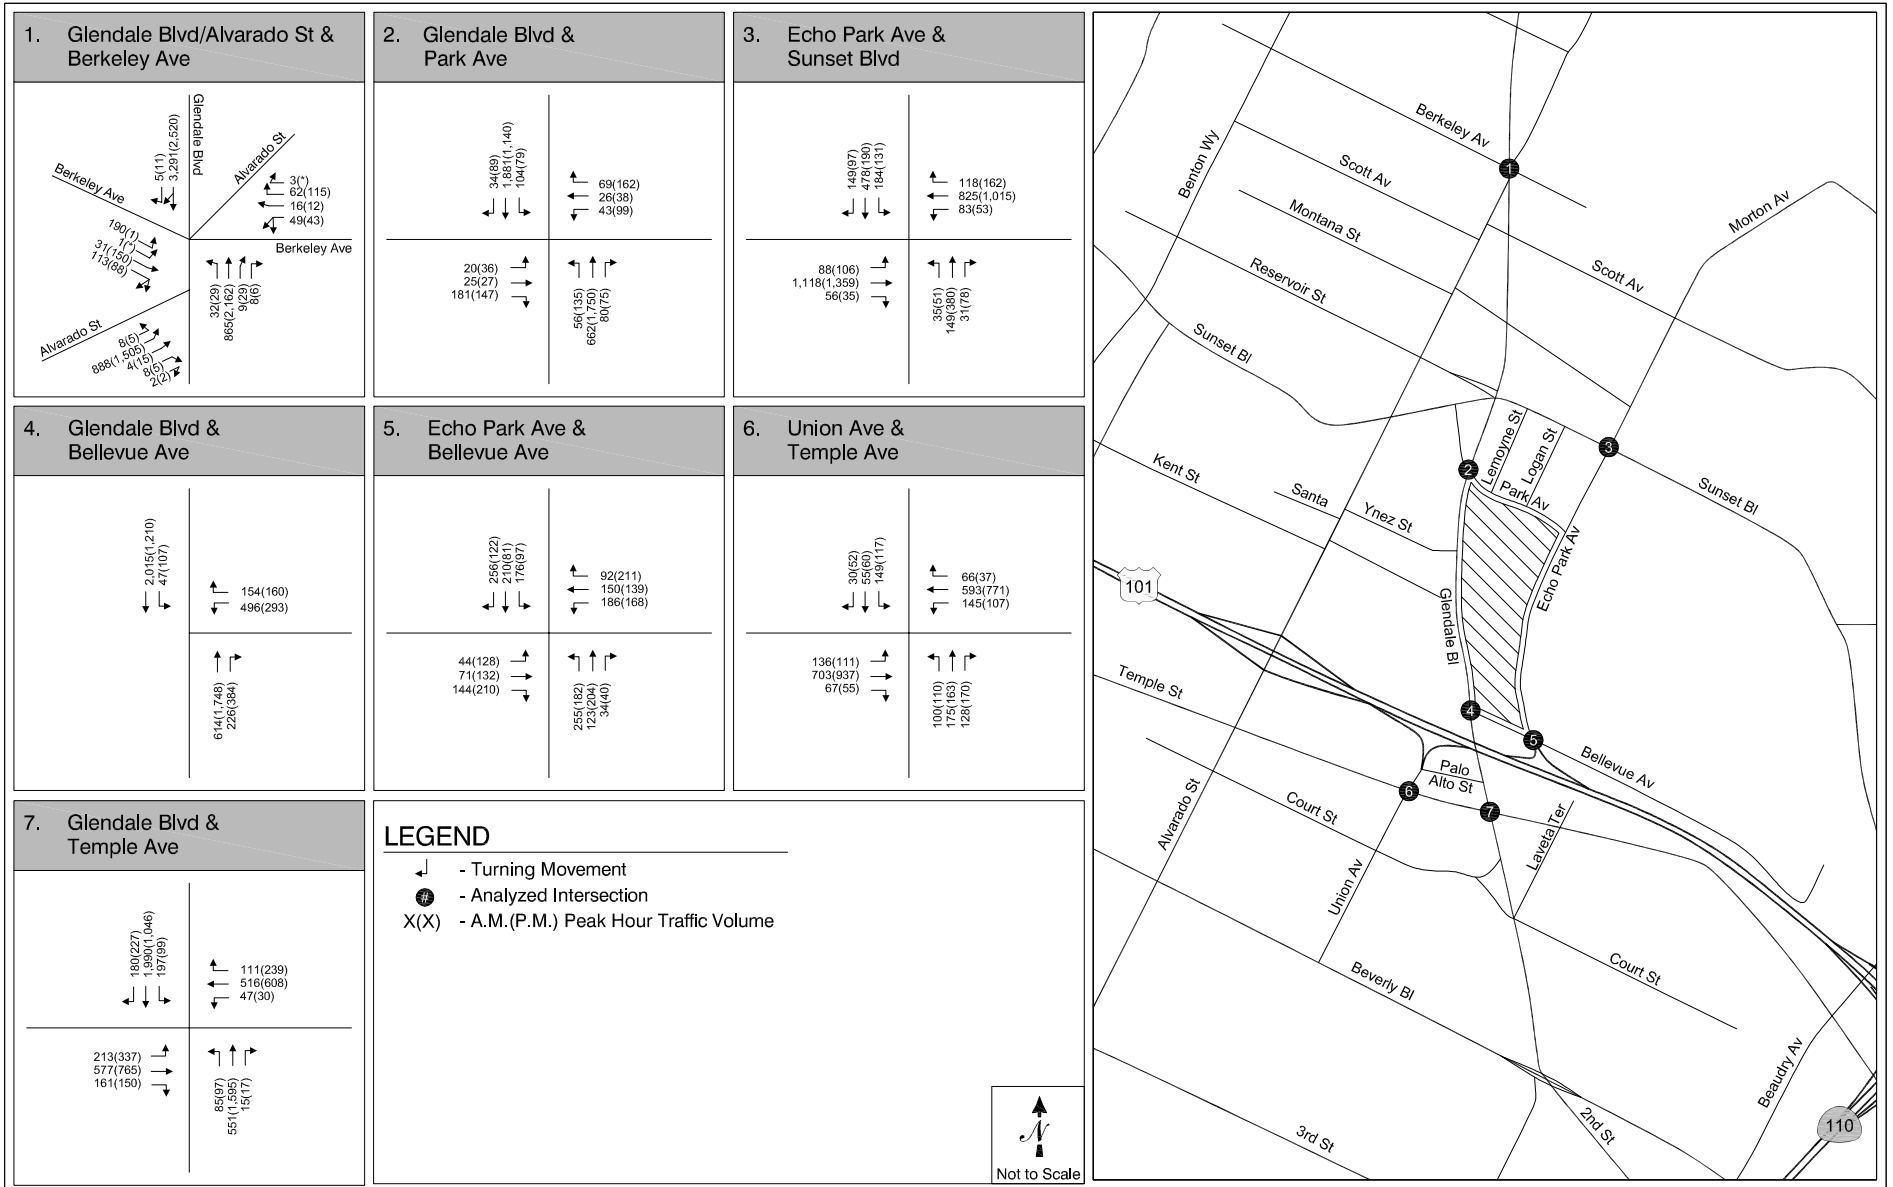 1. Glendale Blvd/Alvarado St &
Berkeley Ave
Glendale Blvd
5(11)
3,291(2,520)
Alvarado St
Berkeley Ave
3(*)
62(115)
16(12)
49(43)
Berkeley Ave
190(1)
1(*)
31(150)
113(88)
32(29)
865(2,162)
9(29)
8(6)
Alvarado St
8(5)
888(1,505)
4(15)
8(5)
2(2)
2. Glendale Blvd &
Park Ave
34(89)
1,881(1,140)
104(79)
69(162)
26(38)
43(99)
20(36)
25(27)
181(147)
56(135)
662(1,750)
80(75)
3. Echo Park Ave &
Sunset Blvd
149(97)
478(190)
184(131)
118(162)
825(1,015)
83(53)
88(106)
1,118(1,359)
56(35)
35(51)
149(380)
31(78)
4. Glendale Blvd &
Bellevue Ave
2,015(1,210)
47(107)
154(160)
496(293)
614(1,748)
226(384)
5. Echo Park Ave &
Bellevue Ave
256(122)
210(81)
176(97)
92(211)
150(139)
186(168)
44(128)
71(132)
144(210)
255(182)
123(204)
34(40)
6. Union Ave &
Temple Ave
30(52)
55(60)
149(117)
66(37)
593(771)
145(107)
136(111)
703(937)
67(55)
100(110)
175(163)
128(170)
7. Glendale Blvd &
Temple Ave
180(227)
1,990(1,046)
197(99)
111(239)
516(608)
47(30)
213(337)
577(765)
161(150)
85(97)
551(1,595)
15(17)
LEGEND
- Turning Movement
# - Analyzed Intersection
X(X) - A.M.(P.M.) Peak Hour Traffic Volume
N
Not to Scale
Berkeley Av
1
Benton Wy
Scott Av
Montana St
Morton Av
Reservoir St
Scott Av
Sunset Bl
Lemoyne St
Logan St
3
2
Kent St
Park Av
Sunset Bl
Santa
Ynez St
Echo Park Av
101
Glendale Bl
Temple St
4
5
Bellevue Av
Palo
Alto St
6
7
Court St
Alvarado St
Laveta Ter
Union Av
Court St
Beverly Bl
Beaudry Av
2nd St
110
3rd St